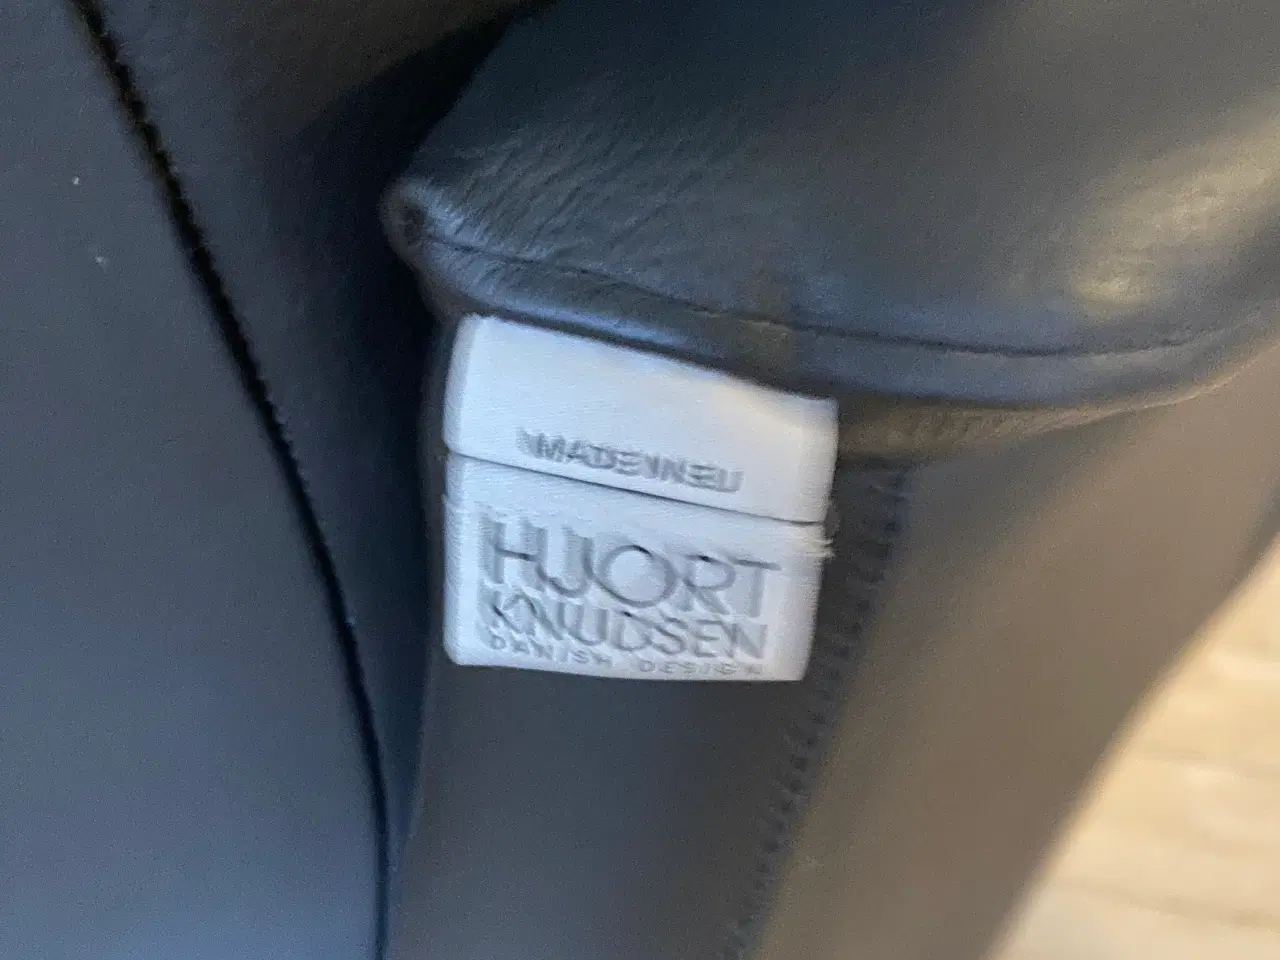 MADE IN EU
HJORT
KNUDSEN
DANISH DESIGN